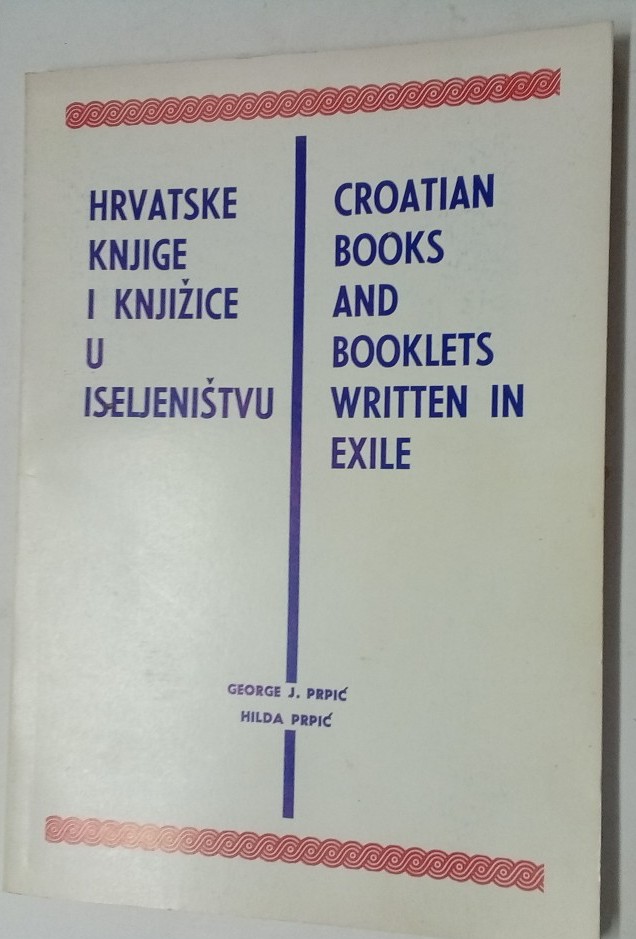 HRVATSKE
KNJIGE
I KNJIŽICE
U
ISELJENIŠTVU
CROATIAN
BOOKS
AND
BOOKLETS
WRITTEN IN
EXILE
GEORGE J. PRPIĆ
HILDA PRPIĆ